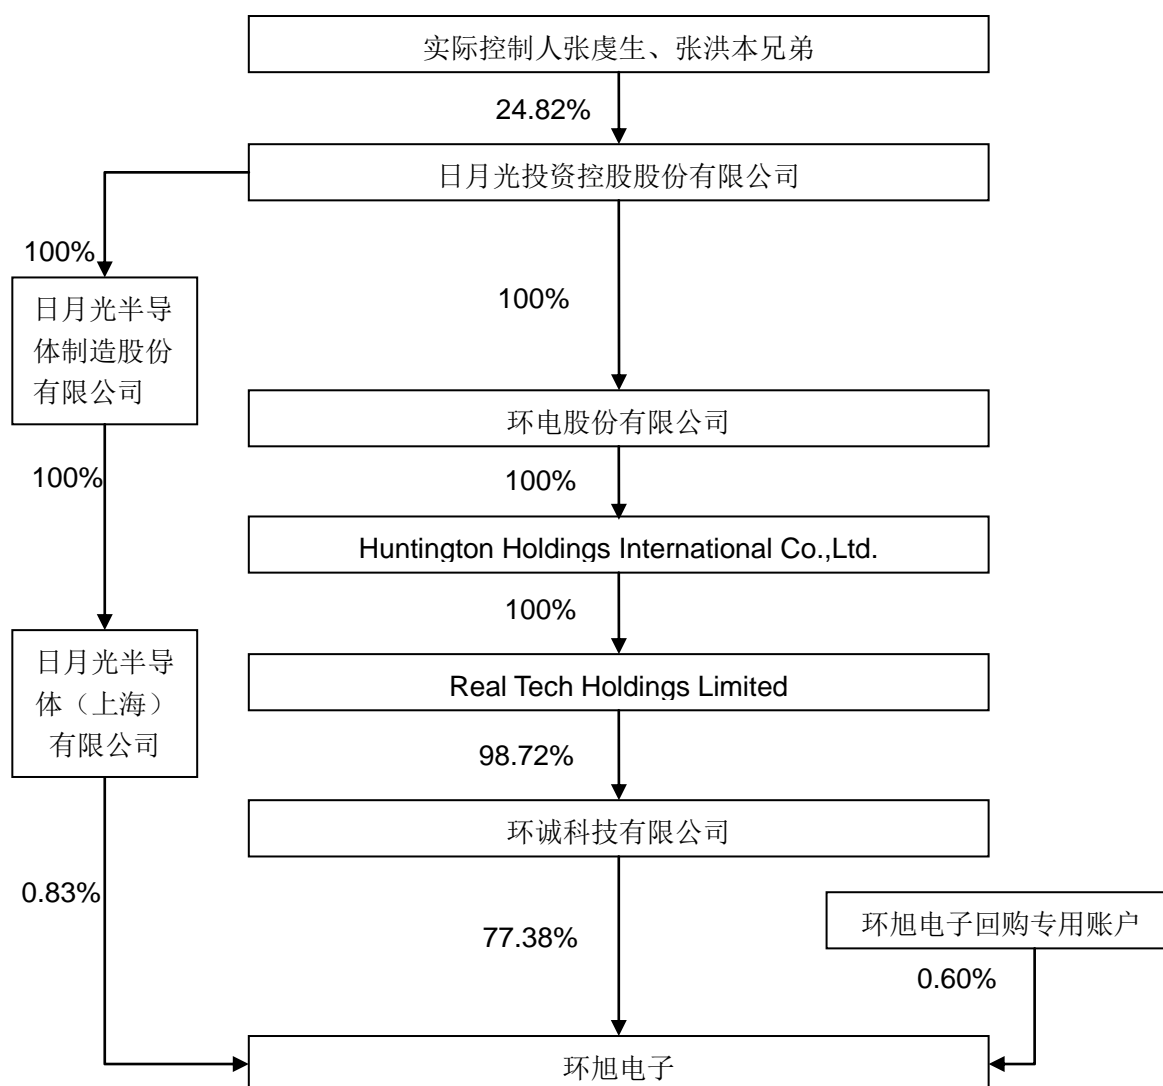 实际控制人张虔生、张洪本兄弟
24.82%
日月光投资控股股份有限公司
100%
日月光半导
体制造股份
有限公司
100%
环电股份有限公司
100%
100%
Huntington Holdings International Co.,Ltd.
100%
日月光半导
体（上海）
有限公司
Real Tech Holdings Limited
98.72%
环诚科技有限公司
0.83%
77.38%
环旭电子回购专用账户
0.60%
环旭电子